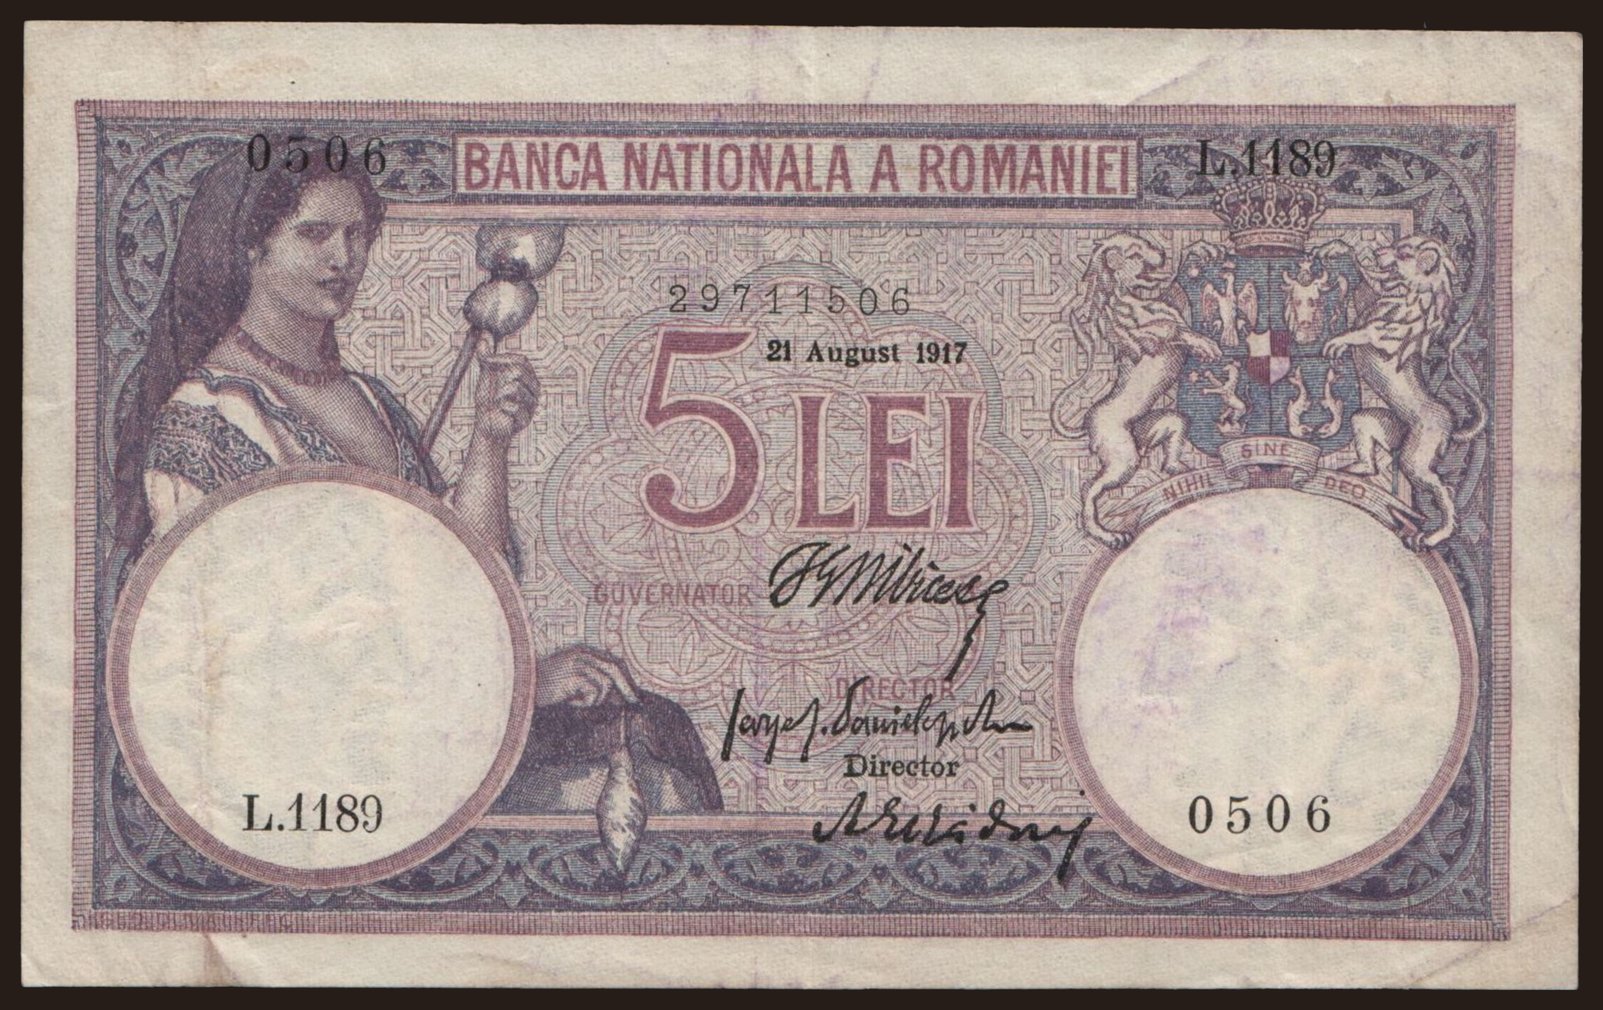 0506
BANCA NATIONALA A ROMANIEI
L.1189
29711506
21 August 1917
5 LEI
NIHIL SINE DEO
GUVERNATOR
DIRECTOR
Director
L.1189
0506